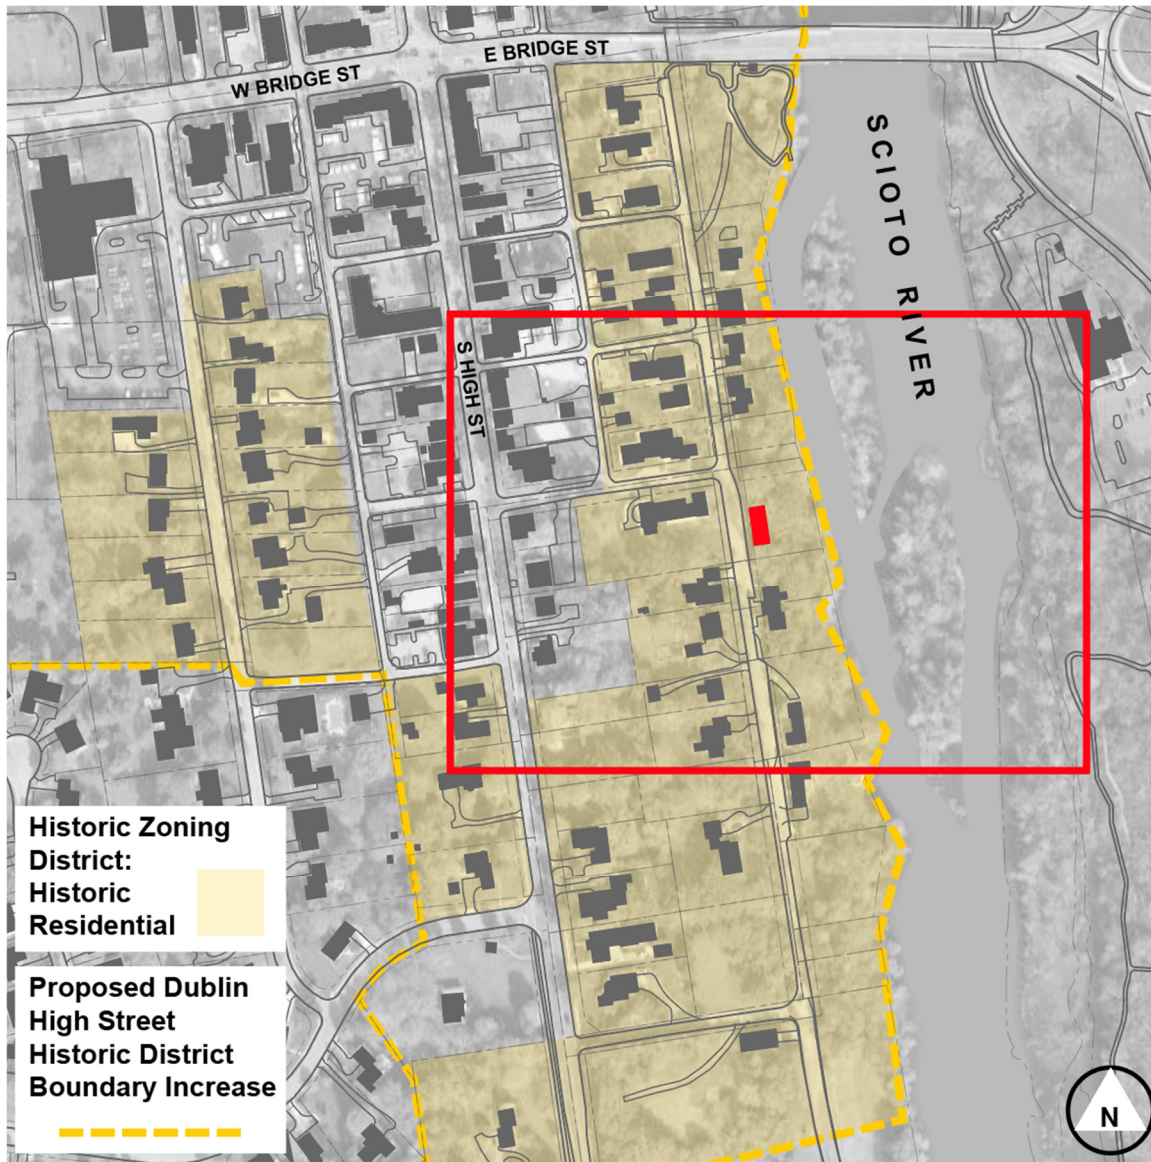 E BRIDGE ST
W BRIDGE ST
SCIOTO RIVER
S HIGH ST
Historic Zoning
District:
Historic
Residential
Proposed Dublin
High Street
Historic District
Boundary Increase
N